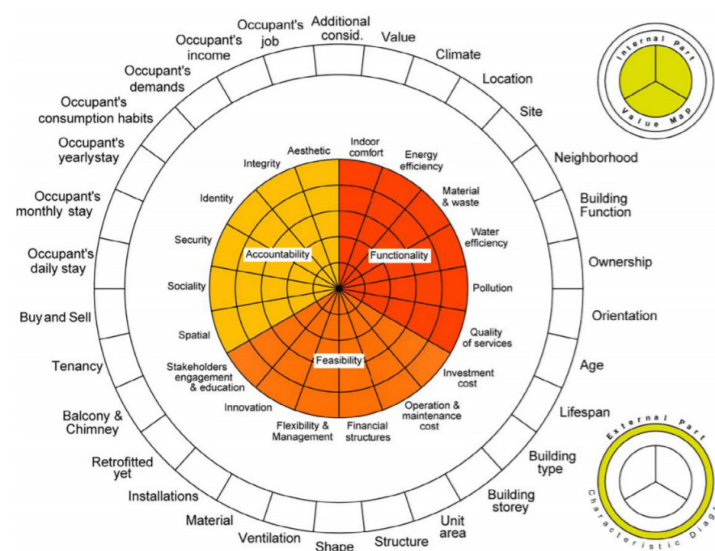 Additional
consid.
Value
Climate
Location
Site
Neighborhood
Building
Function
Ownership
Orientation
Age
Lifespan
Building
type
Building
storey
Unit
area
Structure
Shape
Ventilation
Material
Installations
Retrofitted
yet
Balcony &
Chimney
Tenancy
Buy and Sell
Occupant's
daily stay
Occupant's
monthly stay
Occupant's
yearlystay
Occupant's
consumption habits
Occupant's
demands
Occupant's
income
Occupant's
job
Indoor
comfort
Energy
efficiency
Material
& waste
Water
efficiency
Pollution
Quality
of services
Investment
cost
Operation &
maintenance
cost
Financial
structures
Flexibility &
Management
Innovation
Stakeholders
engagement
& education
Spatial
Sociality
Security
Identity
Integrity
Aesthetic
Accountability
Functionality
Feasibility
Internal Part
Value Map
External Part
Characteristic